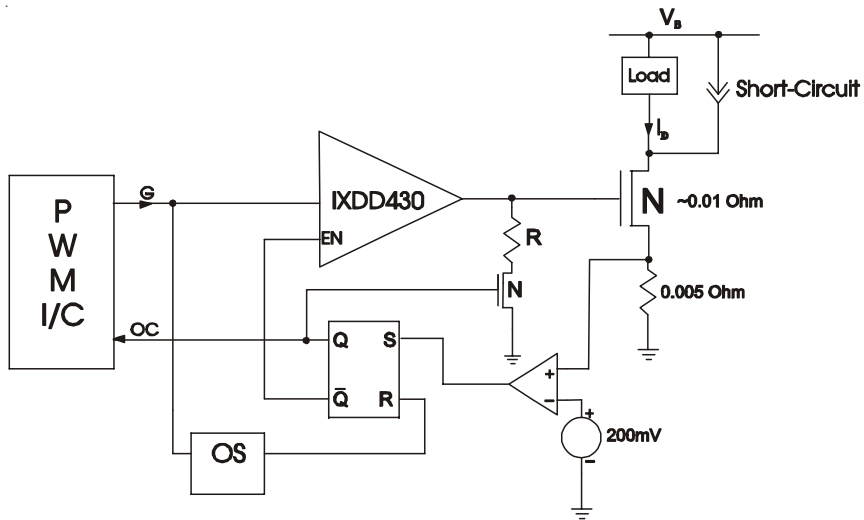 V_B
Load
Short-Circuit
I_D
G
IXDD430
EN
P
W
M
I/C
N
~0.01 Ohm
R
N
0.005 Ohm
OC
Q
S
Q̅
R
+
−
+
200mV
−
OS